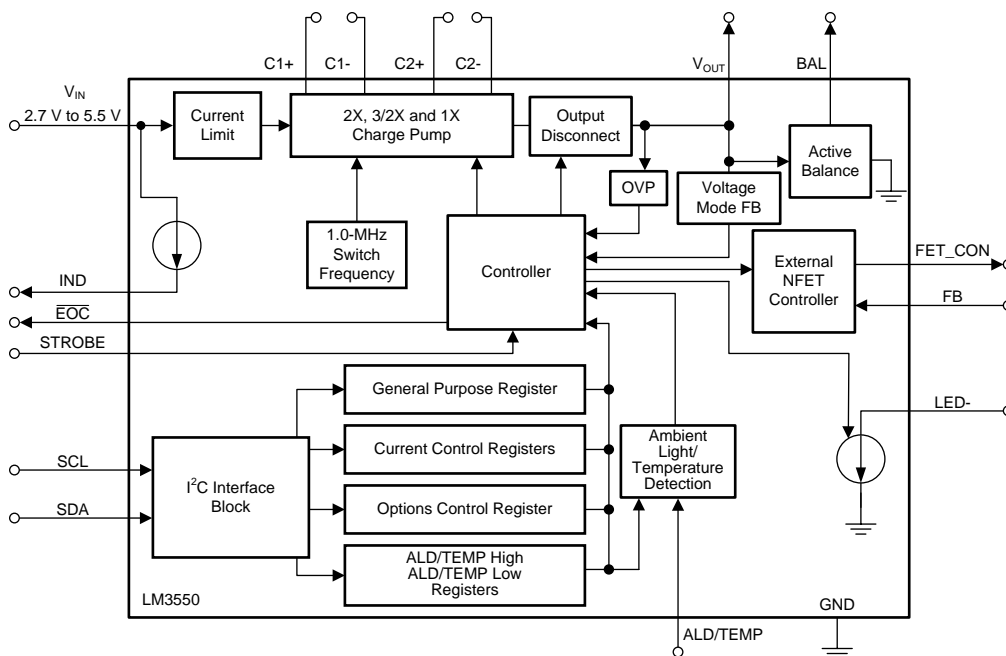 C1+ C1- C2+ C2-
V_OUT BAL
V_IN
2.7 V to 5.5 V
Current
Limit
2X, 3/2X and 1X
Charge Pump
Output
Disconnect
Active
Balance
OVP
Voltage
Mode FB
1.0-MHz
Switch
Frequency
Controller
External
NFET
Controller
FET_CON
FB
IND
EOC
STROBE
General Purpose Register
LED-
Current Control Registers
Ambient
Light/
Temperature
Detection
SCL
SDA
I²C Interface
Block
Options Control Register
ALD/TEMP High
ALD/TEMP Low
Registers
LM3550
GND
ALD/TEMP